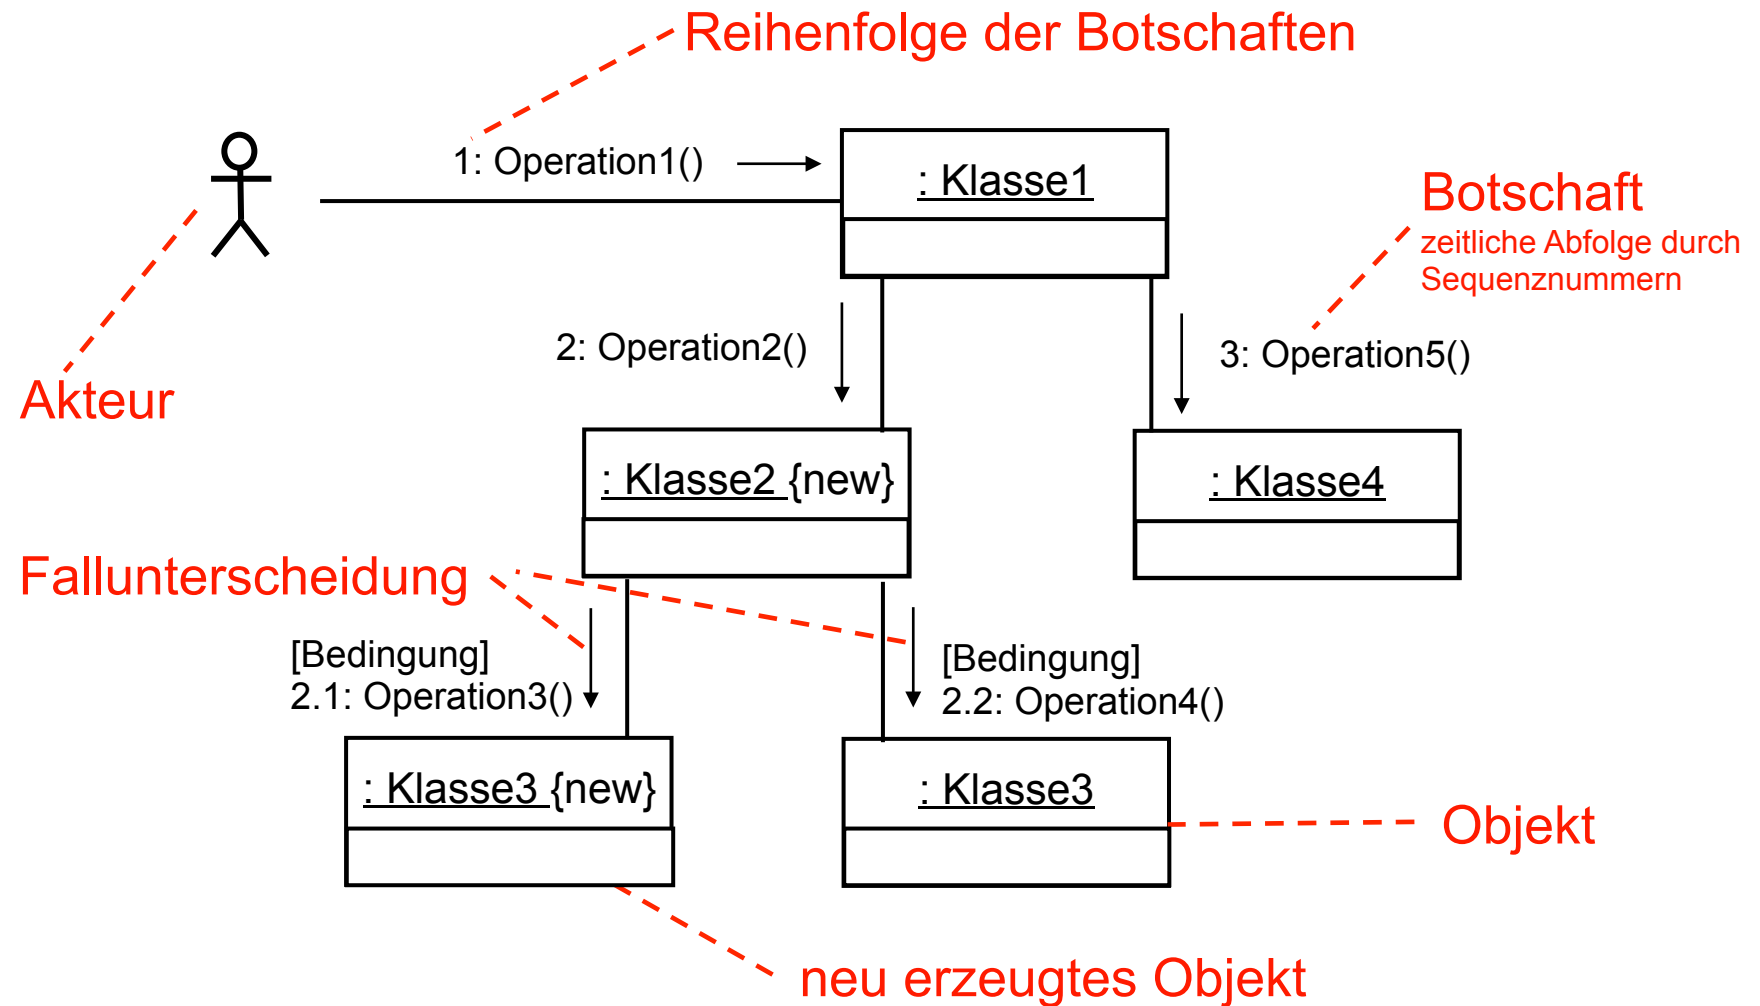 Reihenfolge der Botschaften
1: Operation1()
: Klasse1
Botschaft
zeitliche Abfolge durch
Sequenznummern
2: Operation2()
3: Operation5()
Akteur
: Klasse2 {new}
: Klasse4
Fallunterscheidung
[Bedingung]
2.1: Operation3()
[Bedingung]
2.2: Operation4()
: Klasse3 {new}
: Klasse3
Objekt
neu erzeugtes Objekt